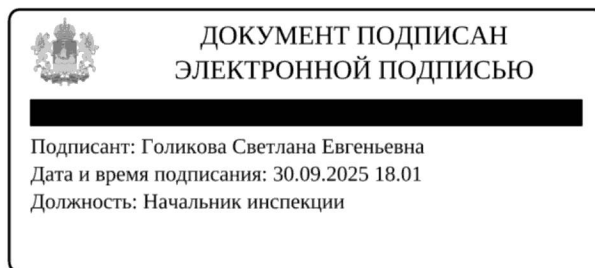 ДОКУМЕНТ ПОДПИСАН
ЭЛЕКТРОННОЙ ПОДПИСЬЮ
Подписант: Голикова Светлана Евгеньевна
Дата и время подписания: 30.09.2025 18.01
Должность: Начальник инспекции